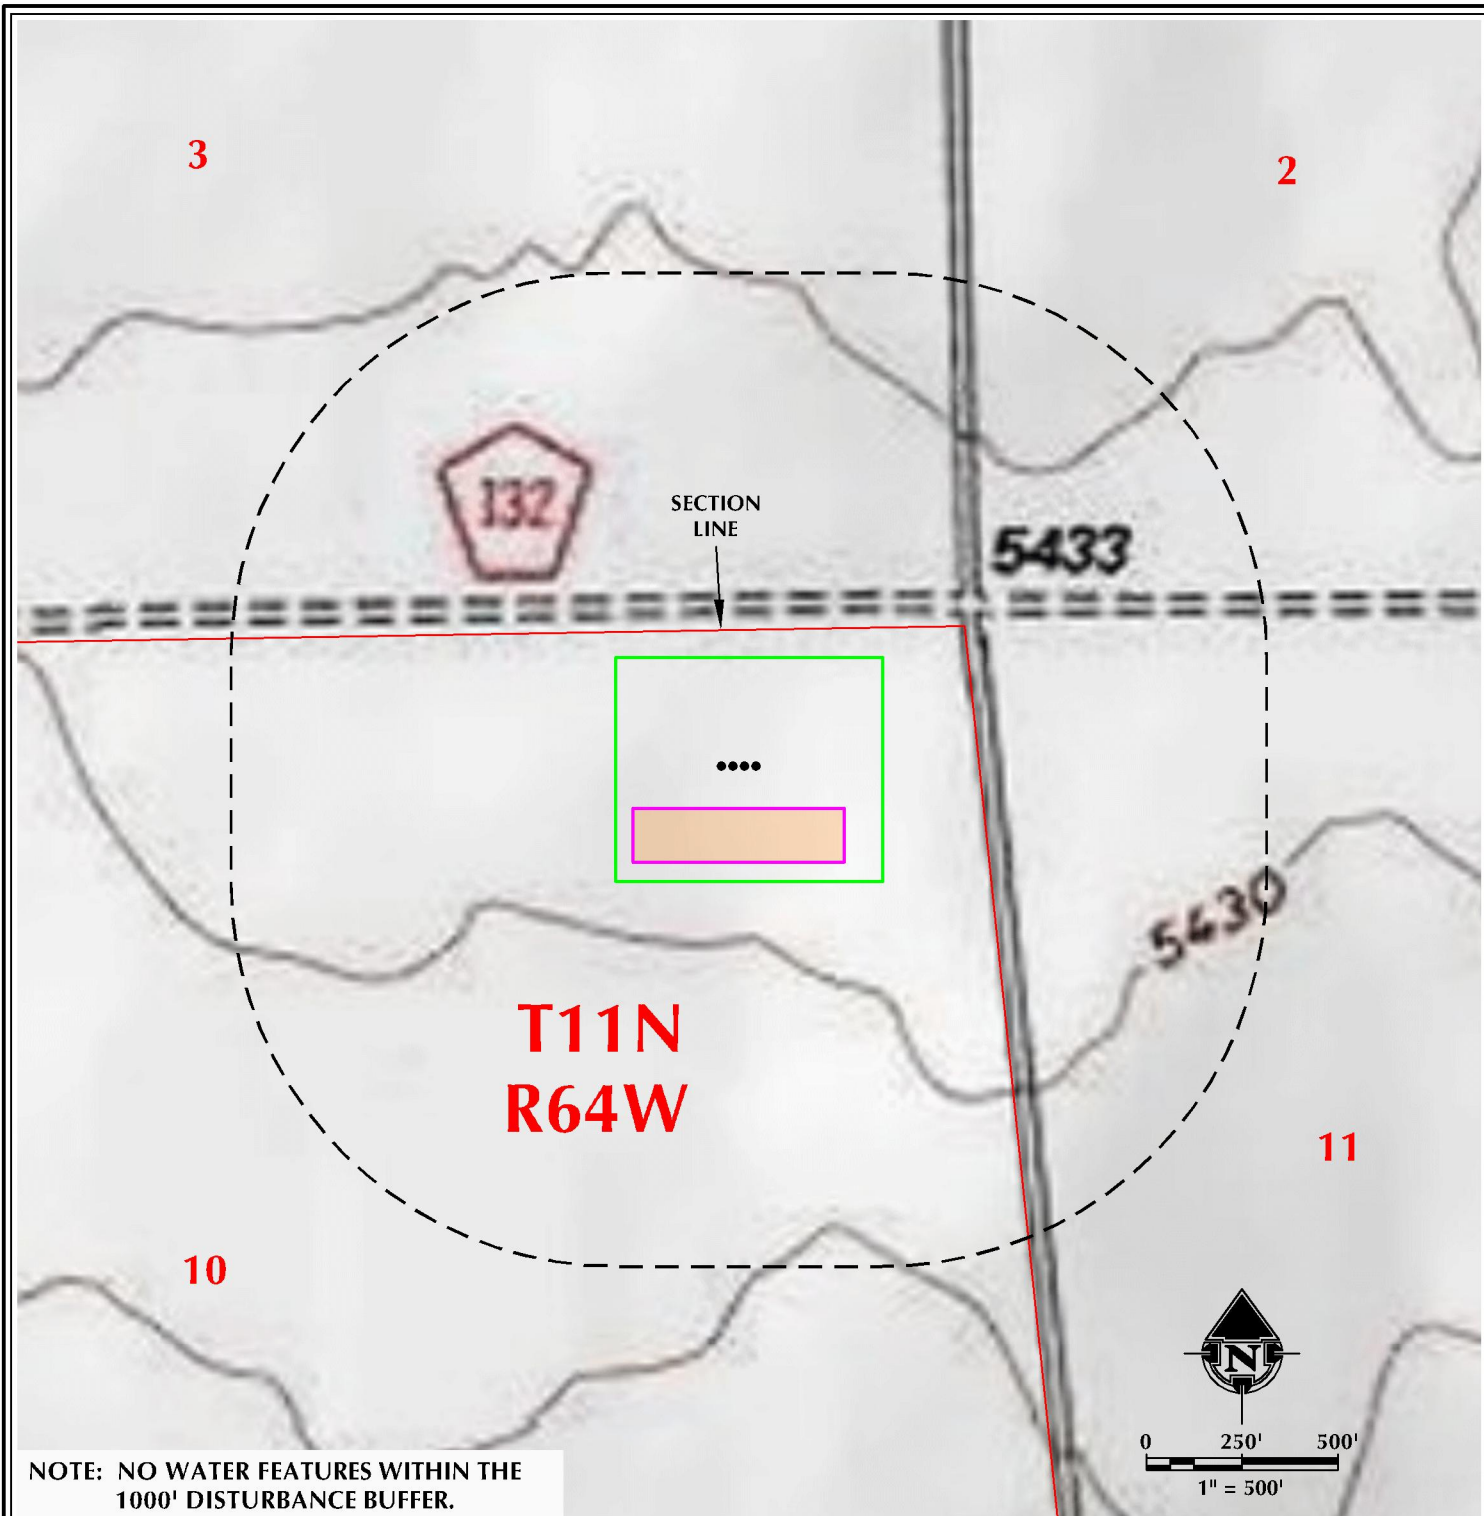 3
2
132
SECTION
LINE
5433
5430
T11N
R64W
11
10
N
0 250' 500'
1" = 500'
NOTE: NO WATER FEATURES WITHIN THE
1000' DISTURBANCE BUFFER.